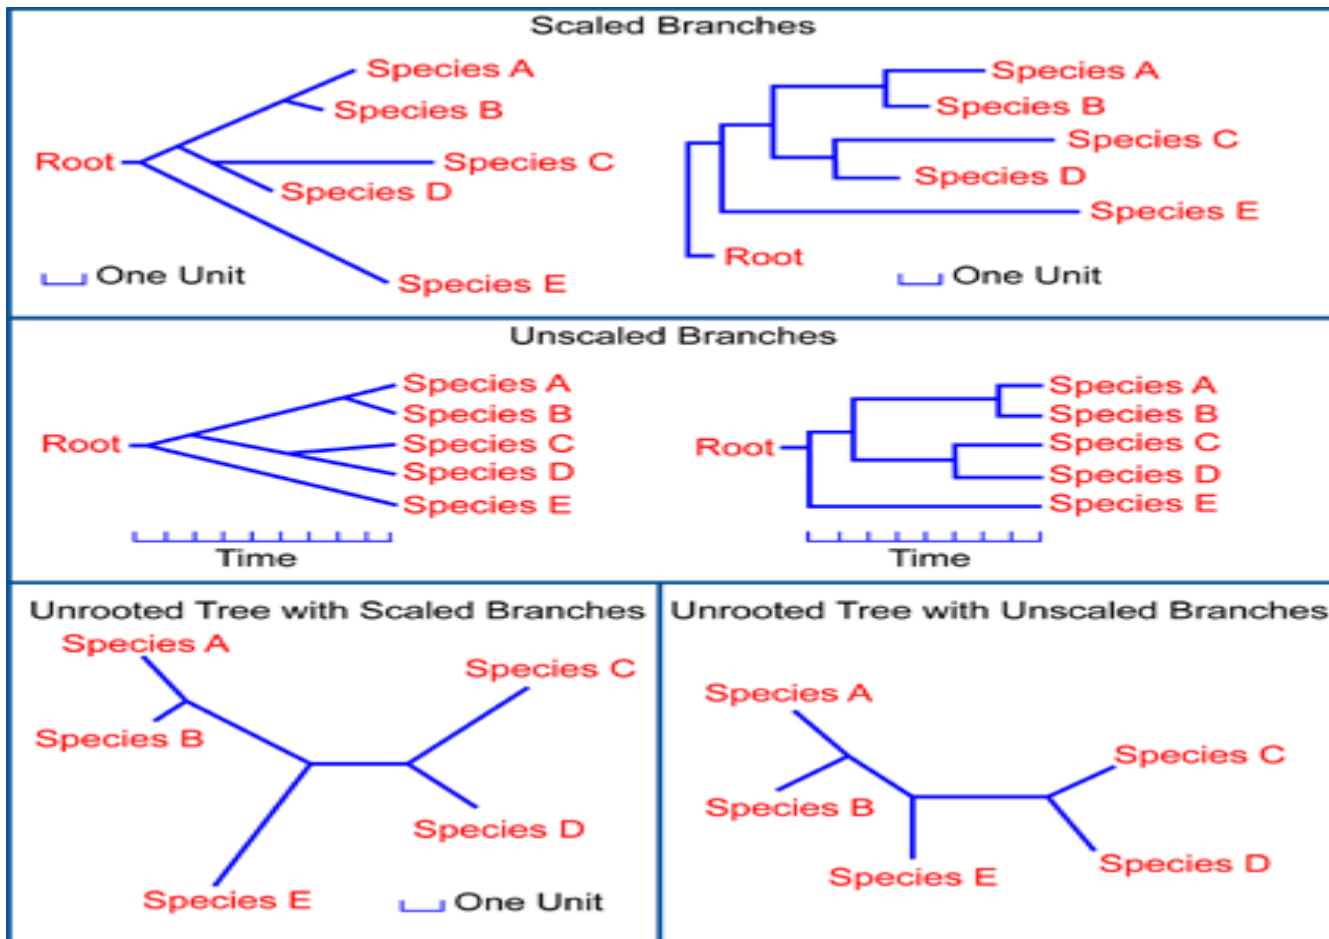 Scaled Branches
Species A
Species B
Root
Species C
Species D
Species E
One Unit
Species A
Species B
Species C
Species D
Species E
Root
One Unit
Unscaled Branches
Species A
Species B
Root
Species C
Species D
Species E
Time
Species A
Species B
Root
Species C
Species D
Species E
Time
Unrooted Tree with Scaled Branches
Species A
Species C
Species B
Species D
Species E
One Unit
Unrooted Tree with Unscaled Branches
Species A
Species C
Species B
Species D
Species E